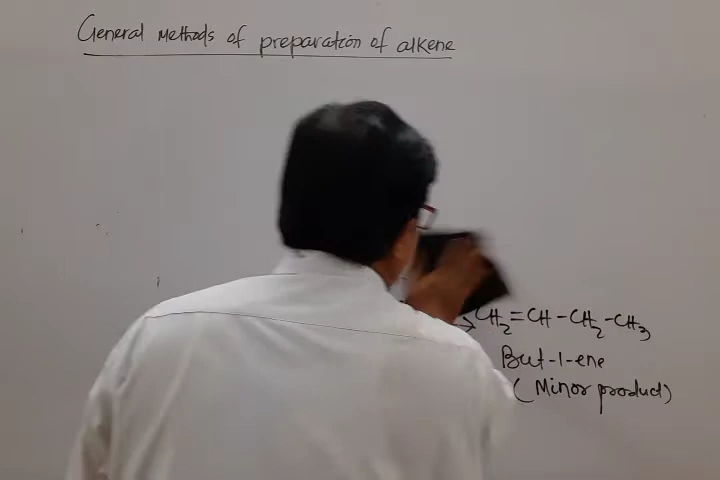 General Methods of preparation of alkene
→ CH₂=CH-CH₂-CH₃
But-1-ene
(Minor product)